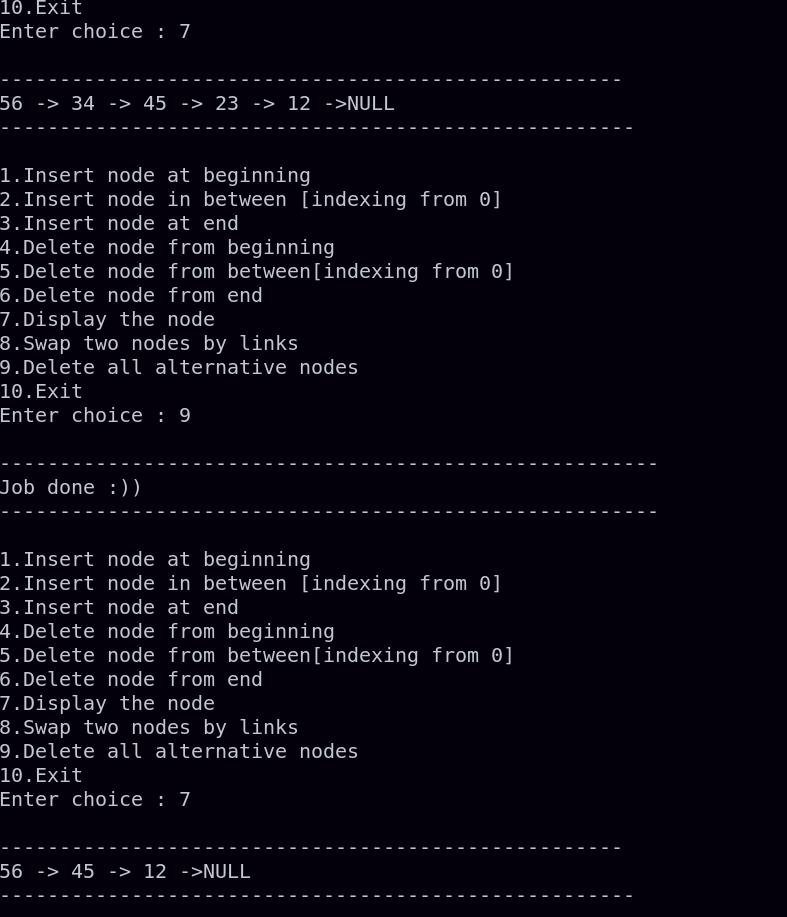 10.Exit
Enter choice : 7
----------------------------------------------------
56 -> 34 -> 45 -> 23 -> 12 ->NULL
-----------------------------------------------------
1.Insert node at beginning
2.Insert node in between [indexing from 0]
3.Insert node at end
4.Delete node from beginning
5.Delete node from between[indexing from 0]
6.Delete node from end
7.Display the node
8.Swap two nodes by links
9.Delete all alternative nodes
10.Exit
Enter choice : 9
-------------------------------------------------------
Job done :))
-------------------------------------------------------
1.Insert node at beginning
2.Insert node in between [indexing from 0]
3.Insert node at end
4.Delete node from beginning
5.Delete node from between[indexing from 0]
6.Delete node from end
7.Display the node
8.Swap two nodes by links
9.Delete all alternative nodes
10.Exit
Enter choice : 7
----------------------------------------------------
56 -> 45 -> 12 ->NULL
-----------------------------------------------------